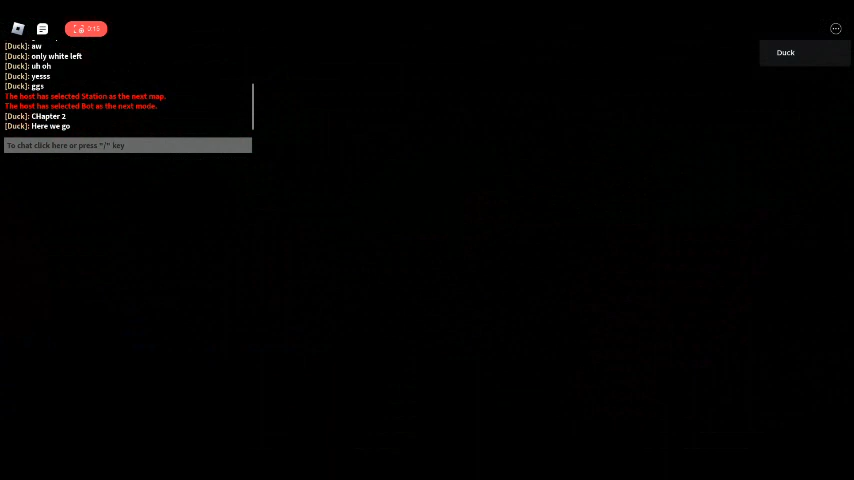 3:15
[Duck]: aw
[Duck]: only white left
[Duck]: uh oh
[Duck]: yesss
[Duck]: ggs
The host has selected Station as the next map.
The host has selected Bot as the next mode.
[Duck]: CHapter 2
[Duck]: Here we go
To chat click here or press "/" key
Duck